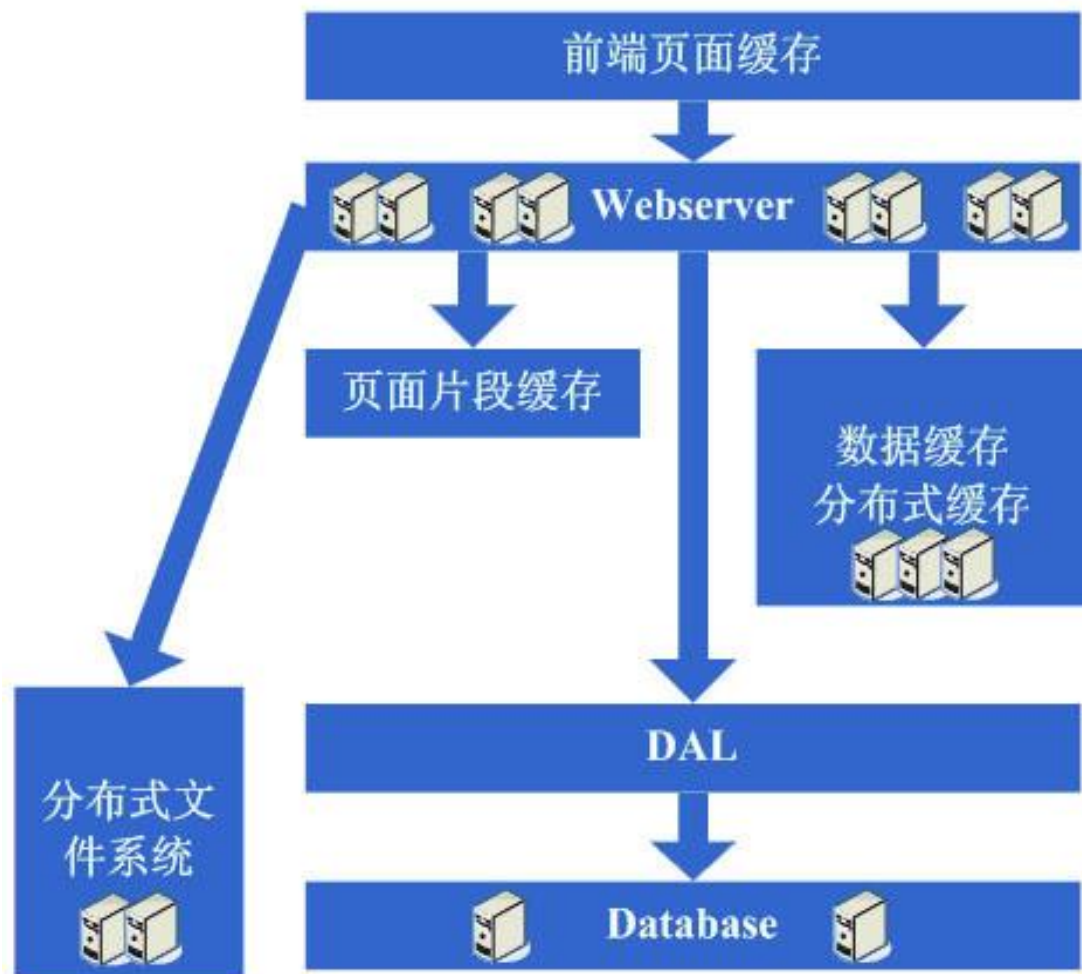 前端页面缓存
Webserver
页面片段缓存
数据缓存
分布式缓存
DAL
分布式文
件系统
Database